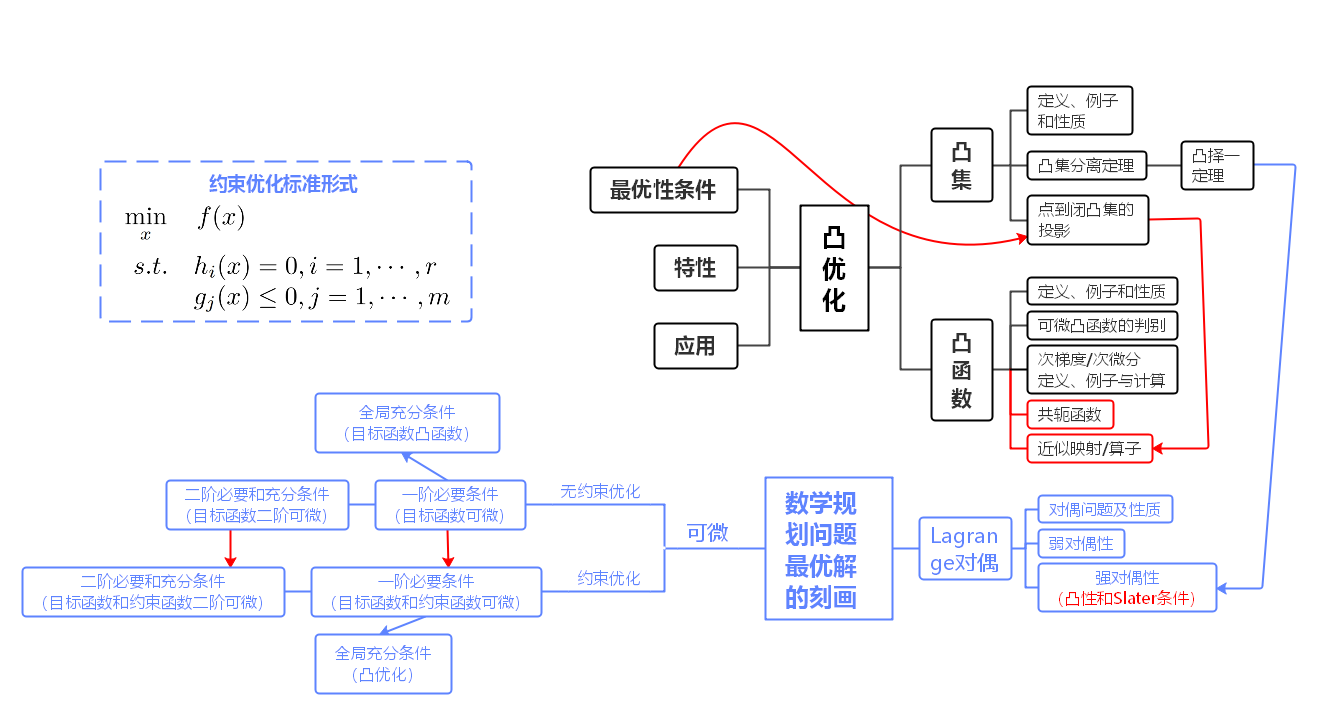 约束优化标准形式
min f(x)
x
s.t. h_i(x) = 0, i = 1, ⋯ , r
g_j(x) ≤ 0, j = 1, ⋯ , m
最优性条件
特性
应用
凸
优
化
凸
集
定义、例子
和性质
凸集分离定理
凸择一
定理
点到闭凸集的
投影
凸
函
数
定义、例子和性质
可微凸函数的判别
次梯度/次微分
定义、例子与计算
共轭函数
近似映射/算子
全局充分条件
（目标函数凸函数）
二阶必要和充分条件
（目标函数二阶可微）
一阶必要条件
（目标函数可微）
无约束优化
二阶必要和充分条件
（目标函数和约束函数二阶可微）
一阶必要条件
（目标函数和约束函数可微）
约束优化
全局充分条件
（凸优化）
可微
数学规
划问题
最优解
的刻画
Lagran
ge对偶
对偶问题及性质
弱对偶性
强对偶性
（凸性和Slater条件）